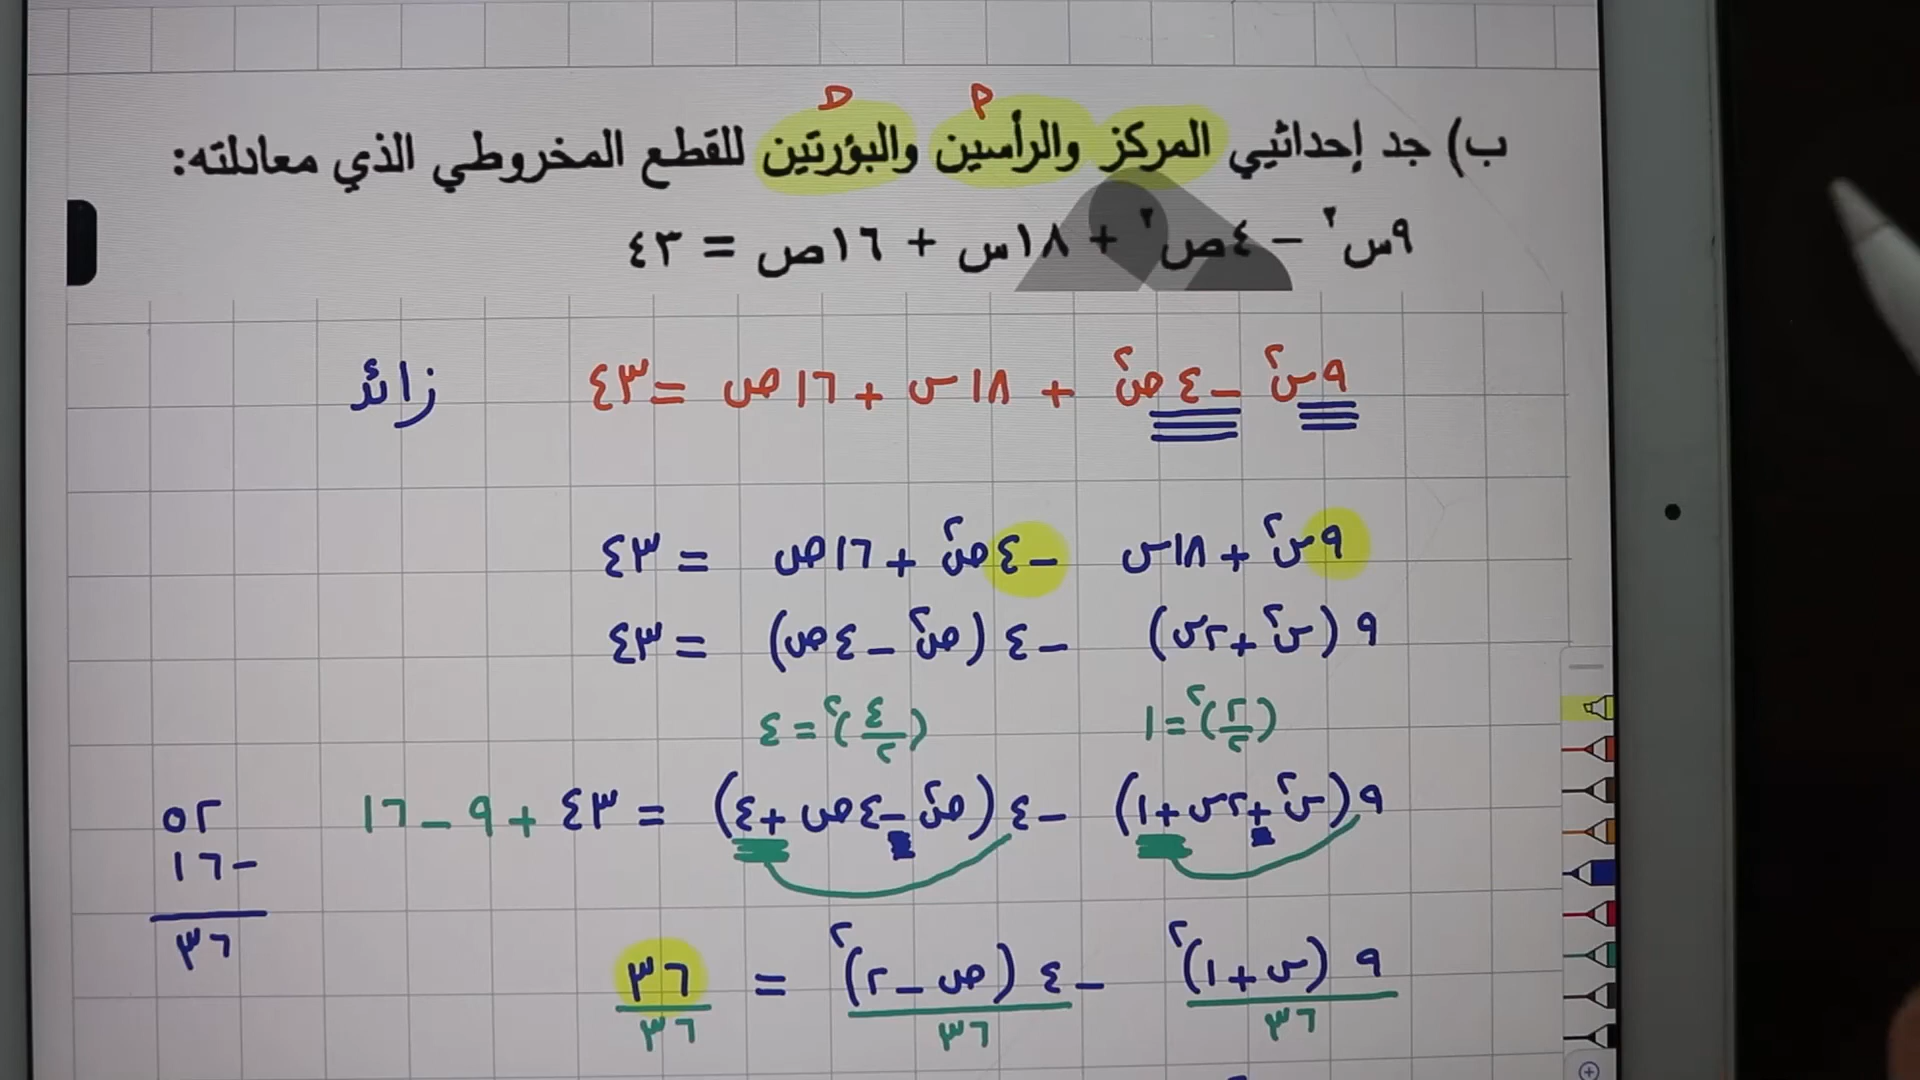 أ ج
ب) جد إحداثيي المركز والرأسين والبؤرتين للقطع المخروطي الذي معادلته:
٩س٢ − ٤ص٢ + ١٨س + ١٦ص = ٤٣
٩س٢ − ٤ص٢ + ١٨س + ١٦ص = ٤٣ زائد
٩س٢ + ١٨س − ٤ص٢ + ١٦ص = ٤٣
٩(س٢ + ٢س) − ٤(ص٢ − ٤ص) = ٤٣
(٢/٢)٢ = ١ (٤/٢)٢ = ٤
٩(س٢ + ٢س + ١) − ٤(ص٢ − ٤ص + ٤) = ٤٣ + ٩ − ١٦
٥٢
−١٦
٣٦
٩(س + ١)٢ − ٤(ص − ٢)٢ = ٣٦
٣٦ ٣٦ ٣٦